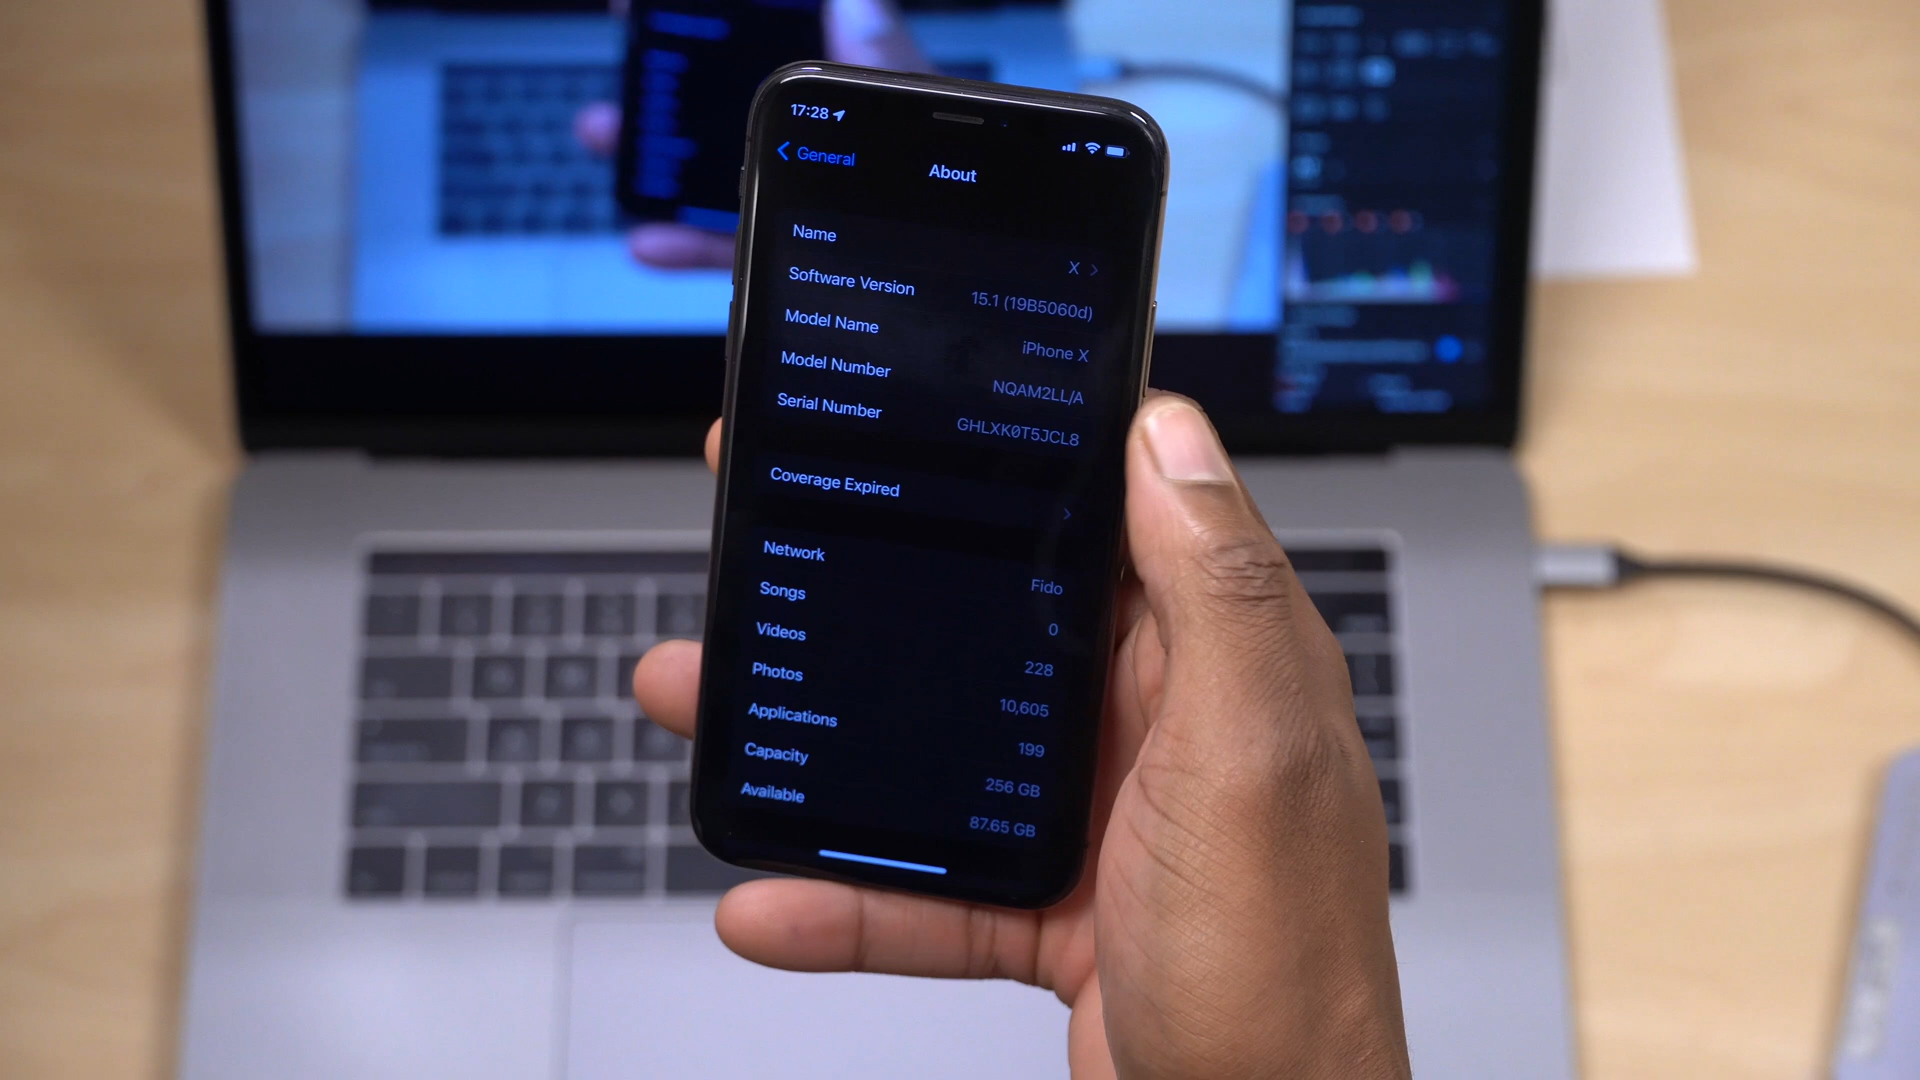 17:28
General
About
Name
X
Software Version
15.1 (19B5060d)
Model Name
iPhone X
Model Number
NQAM2LL/A
Serial Number
GHLXK0T5JCL8
Coverage Expired
Network
Fido
Songs
0
Videos
228
Photos
10,605
Applications
199
Capacity
256 GB
Available
87.65 GB